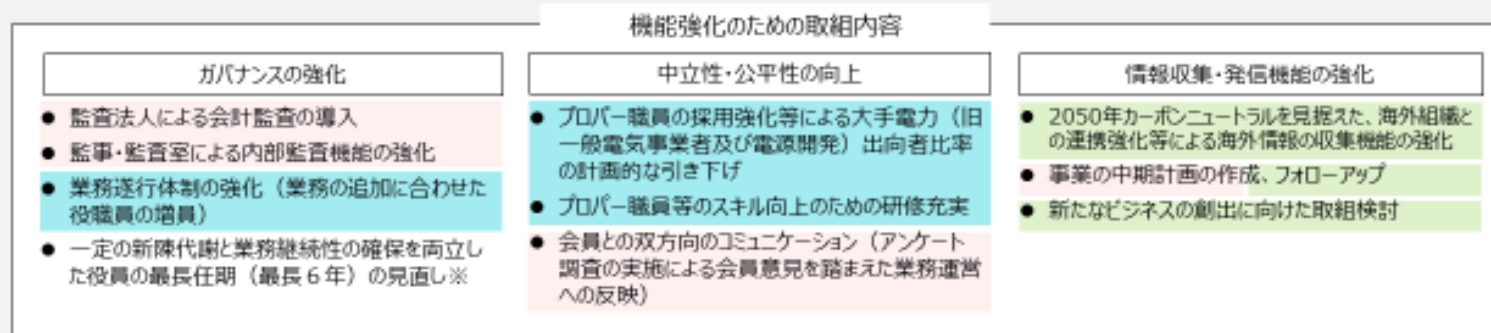 機能強化のための取組内容
ガバナンスの強化
● 監査法人による会計監査の導入
● 監事・監査室による内部監査機能の強化
● 業務遂行体制の強化（業務の追加に合わせた
役職員の増員）
● 一定の新陳代謝と業務継続性の確保を両立し
た役員の最長任期（最長６年）の見直し※
中立性・公平性の向上
● プロパー職員の採用強化等による大手電力（旧
一般電気事業者及び電源開発）出向者比率
の計画的な引き下げ
● プロパー職員等のスキル向上のための研修充実
● 会員との双方向のコミュニケーション（アンケート
調査の実施による会員意見を踏まえた業務運営
への反映）
情報収集・発信機能の強化
● 2050年カーボンニュートラルを見据えた、海外組織と
の連携強化等による海外情報の収集機能の強化
● 事業の中期計画の作成、フォローアップ
● 新たなビジネスの創出に向けた取組検討